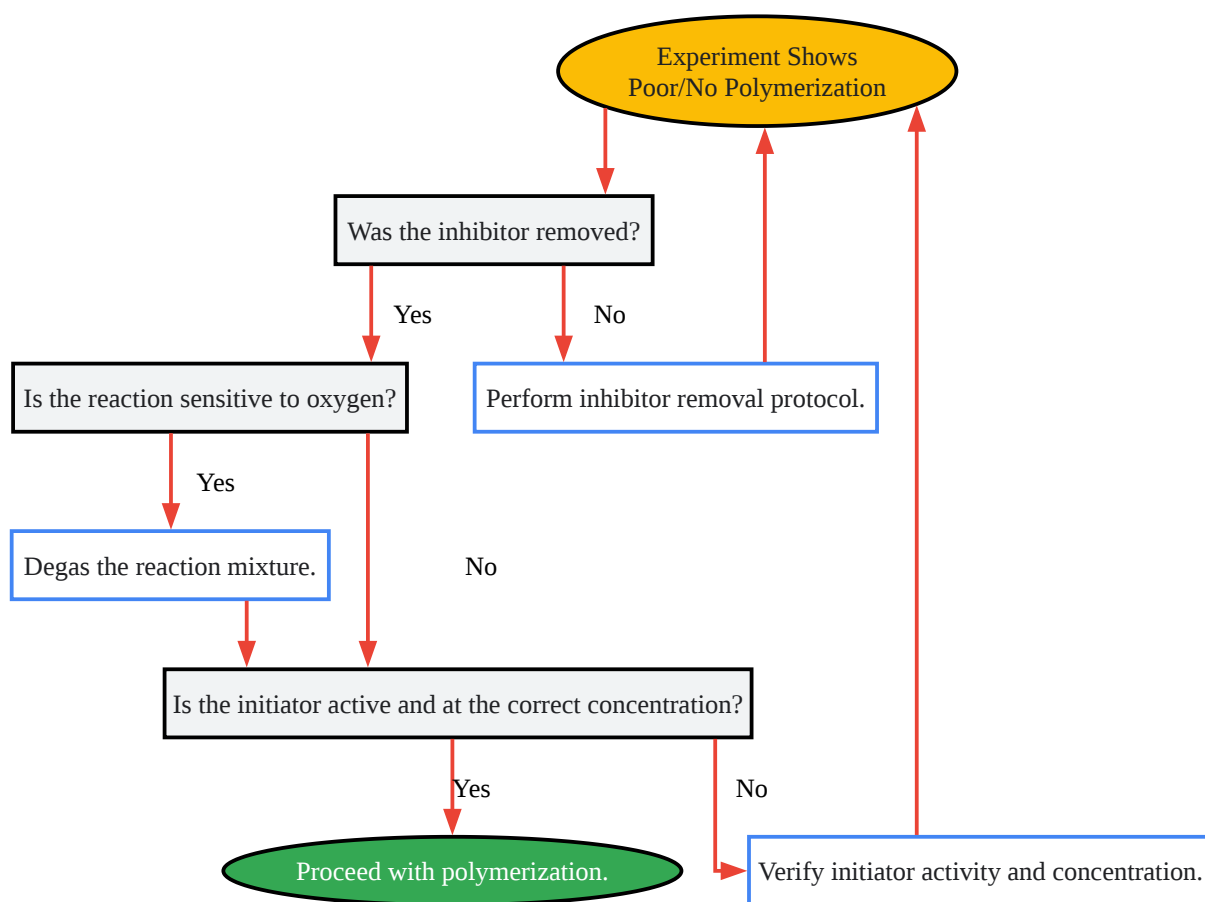 Experiment Shows
Poor/No Polymerization
Was the inhibitor removed?
Yes
No
Is the reaction sensitive to oxygen?
Perform inhibitor removal protocol.
Yes
Degas the reaction mixture.
No
Is the initiator active and at the correct concentration?
Yes
No
Proceed with polymerization.
Verify initiator activity and concentration.